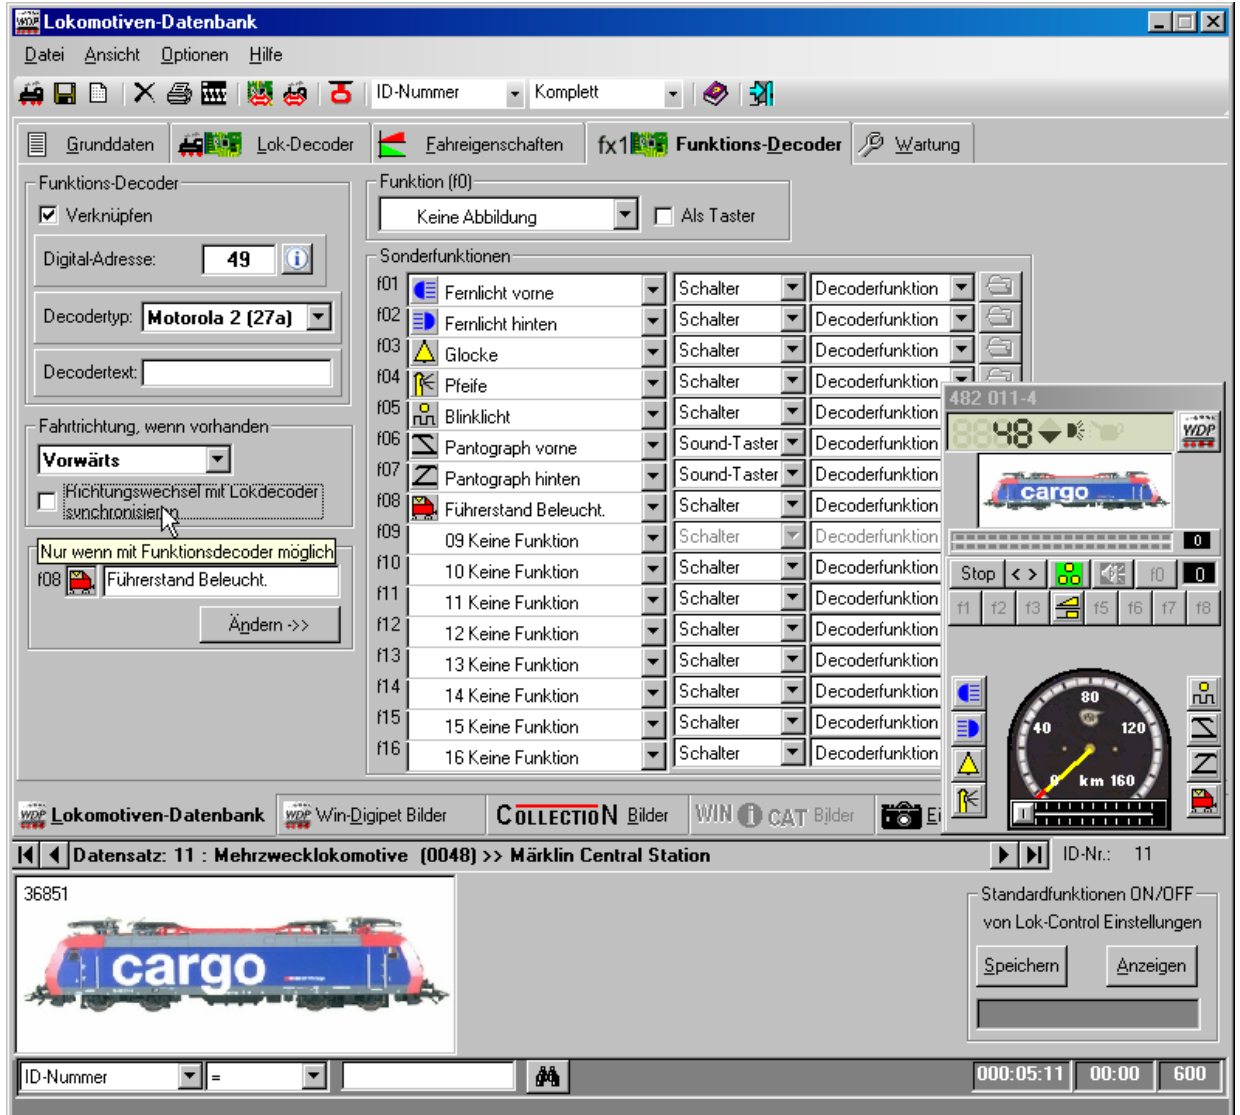 Lokomotiven-Datenbank
Datei Ansicht Optionen Hilfe
ID-Nummer Komplett
Grunddaten Lok-Decoder Fahreigenschaften fx1 Funktions-Decoder Wartung
Funktions-Decoder
Verknüpfen
Digital-Adresse: 49
Decodertyp: Motorola 2 (27a)
Decodertext:
Fahrtrichtung, wenn vorhanden
Vorwärts
Richtungswechsel mit Lokdecoder
synchronisieren
Nur wenn mit Funktionsdecoder möglich
f08 Führerstand Beleucht.
Ändern ->>
Funktion (f0)
Keine Abbildung Als Taster
Sonderfunktionen
f01 Fernlicht vorne Schalter Decoderfunktion
f02 Fernlicht hinten Schalter Decoderfunktion
f03 Glocke Schalter Decoderfunktion
f04 Pfeife Schalter Decoderfunktion
f05 Blinklicht Schalter Decoderfunktion
f06 Pantograph vorne Sound-Taster Decoderfunktion
f07 Pantograph hinten Sound-Taster Decoderfunktion
f08 Führerstand Beleucht. Schalter Decoderfunktion
f09 09 Keine Funktion Schalter Decoderfunktion
f10 10 Keine Funktion Schalter Decoderfunktion
f11 11 Keine Funktion Schalter Decoderfunktion
f12 12 Keine Funktion Schalter Decoderfunktion
f13 13 Keine Funktion Schalter Decoderfunktion
f14 14 Keine Funktion Schalter Decoderfunktion
f15 15 Keine Funktion Schalter Decoderfunktion
f16 16 Keine Funktion Schalter Decoderfunktion
482 011-4
48 WDP
cargo
0
Stop < > f0 0
f1 f2 f3 f5 f6 f7 f8
0 40 80 120 160
km
WDP Lokomotiven-Datenbank WDP Win-Digipet Bilder COLLECTION Bilder WIN i CAT Bilder Ei
Datensatz: 11 : Mehrzwecklokomotive (0048) >> Märklin Central Station ID-Nr.: 11
36851
cargo
Standardfunktionen ON/OFF
von Lok-Control Einstellungen
Speichern Anzeigen
ID-Nummer = 000:05:11 00:00 600